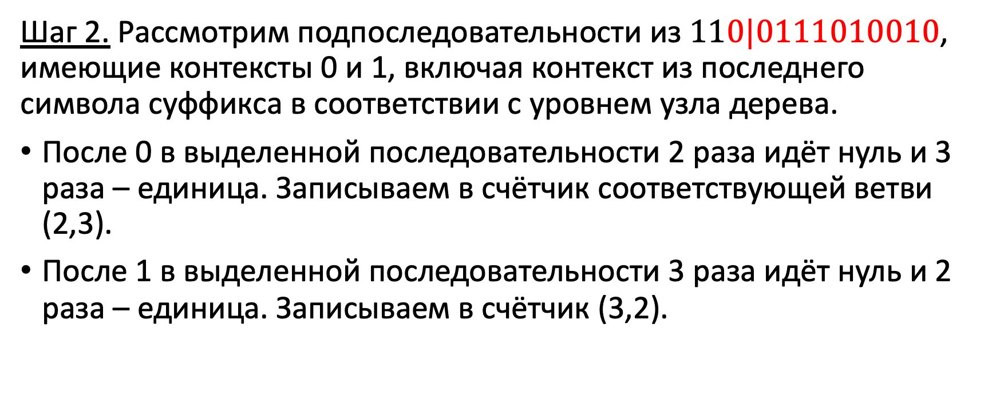 Шаг 2. Рассмотрим подпоследовательности из 110|0111010010,
имеющие контексты 0 и 1, включая контекст из последнего
символа суффикса в соответствии с уровнем узла дерева.
• После 0 в выделенной последовательности 2 раза идёт нуль и 3
раза – единица. Записываем в счётчик соответствующей ветви
(2,3).
• После 1 в выделенной последовательности 3 раза идёт нуль и 2
раза – единица. Записываем в счётчик (3,2).